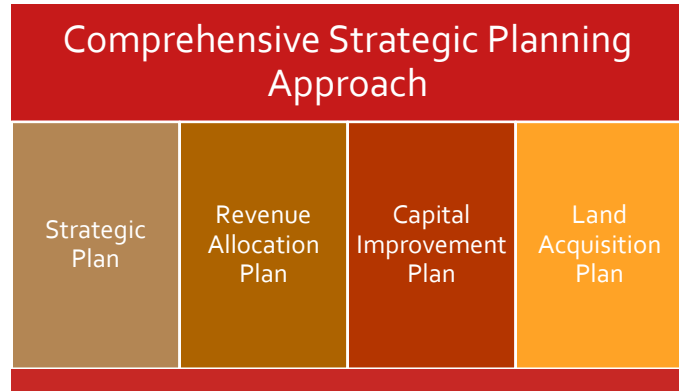 Comprehensive Strategic Planning
Approach
Strategic
Plan
Revenue
Allocation
Plan
Capital
Improvement
Plan
Land
Acquisition
Plan